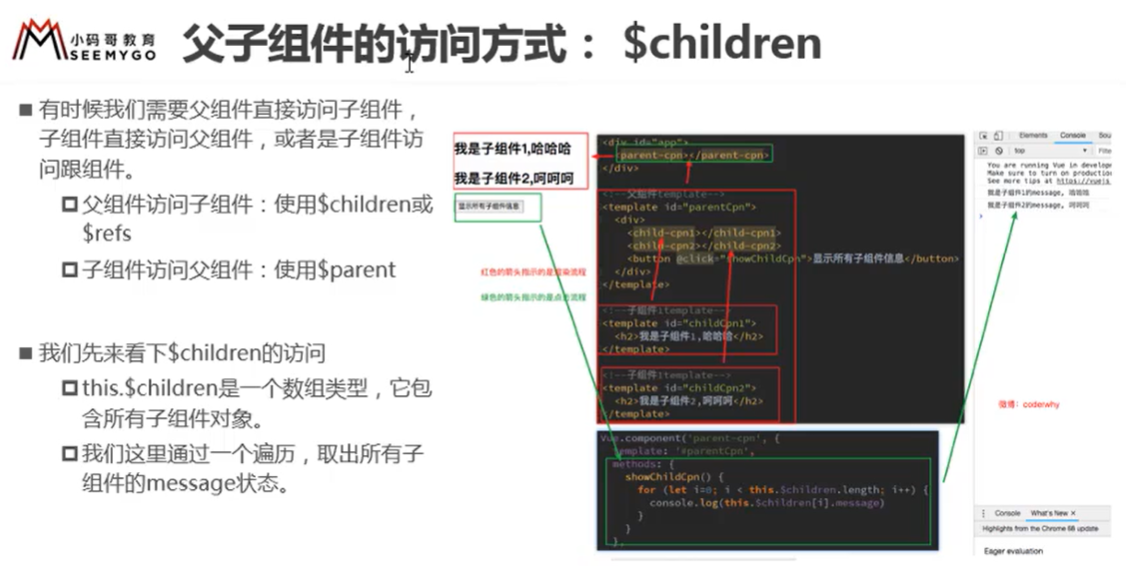 小码哥教育
SEEMYGO
父子组件的访问方式： $children
有时候我们需要父组件直接访问子组件，
子组件直接访问父组件，或者是子组件访
问跟组件。
父组件访问子组件：使用$children或
$refs
子组件访问父组件：使用$parent
我们先来看下$children的访问
this.$children是一个数组类型，它包
含所有子组件对象。
我们这里通过一个遍历，取出所有子
组件的message状态。
我是子组件1,哈哈哈
我是子组件2,呵呵呵
显示所有子组件信息
红色的箭头指示的是渲染流程
绿色的箭头指示的是点击流程
<div id="app">
<parent-cpn></parent-cpn>
</div>
<!--父组件template-->
<template id="parentCpn">
<div>
<child-cpn1></child-cpn1>
<child-cpn2></child-cpn2>
<button @click="showChildCpn">显示所有子组件信息</button>
</div>
</template>
<!--子组件1template-->
<template id="childCpn1">
<h2>我是子组件1,哈哈哈</h2>
</template>
<!--子组件1template-->
<template id="childCpn2">
<h2>我是子组件2,呵呵呵</h2>
</template>
Vue.component('parent-cpn', {
template: '#parentCpn',
methods: {
showChildCpn() {
for (let i=0; i < this.$children.length; i++) {
console.log(this.$children[i].message)
}
}
},
Elements Console Sou
top Filte
You are running Vue in develop
Make sure to turn on production
See more tips at https://vuejs
我是子组件1的message, 哈哈哈
我是子组件2的message, 呵呵呵
微博：coderwhy
Console What's New ×
Highlights from the Chrome 68 update
Eager evaluation